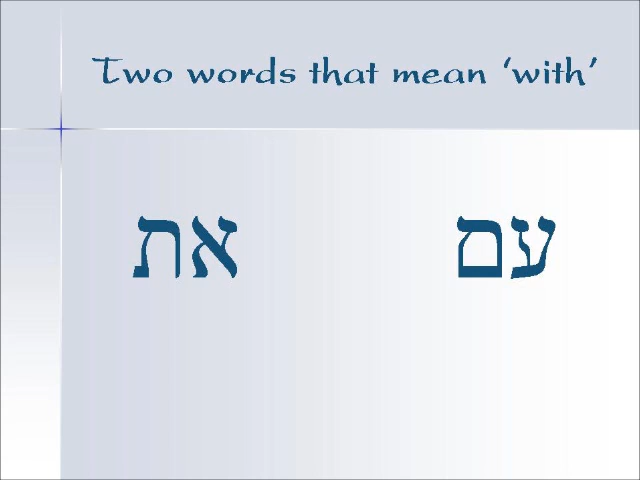 Two words that mean ‘with’
את
עם